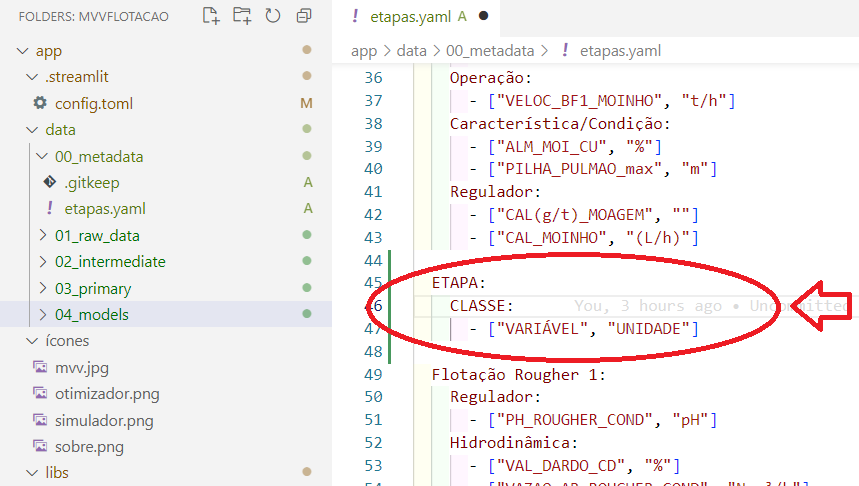 FOLDERS: MVVFLOTACAO
app
.streamlit
config.toml M
data
00_metadata
.gitkeep A
! etapas.yaml A
01_raw_data
02_intermediate
03_primary
04_models
ícones
mvv.jpg
otimizador.png
simulador.png
sobre.png
libs
! etapas.yaml A
app > data > 00_metadata > ! etapas.yaml
36 Operação:
37 - ["VELOC_BF1_MOINHO", "t/h"]
38 Característica/Condição:
39 - ["ALM_MOI_CU", "%"]
40 - ["PILHA_PULMAO_max", "m"]
41 Regulador:
42 - ["CAL(g/t)_MOAGEM", ""]
43 - ["CAL_MOINHO", "(L/h)"]
44
45 ETAPA:
46 CLASSE: You, 3 hours ago • Uncommitted
47 - ["VARIÁVEL", "UNIDADE"]
48
49 Flotação Rougher 1:
50 Regulador:
51 - ["PH_ROUGHER_COND", "pH"]
52 Hidrodinâmica:
53 - ["VAL_DARDO_CD", "%"]